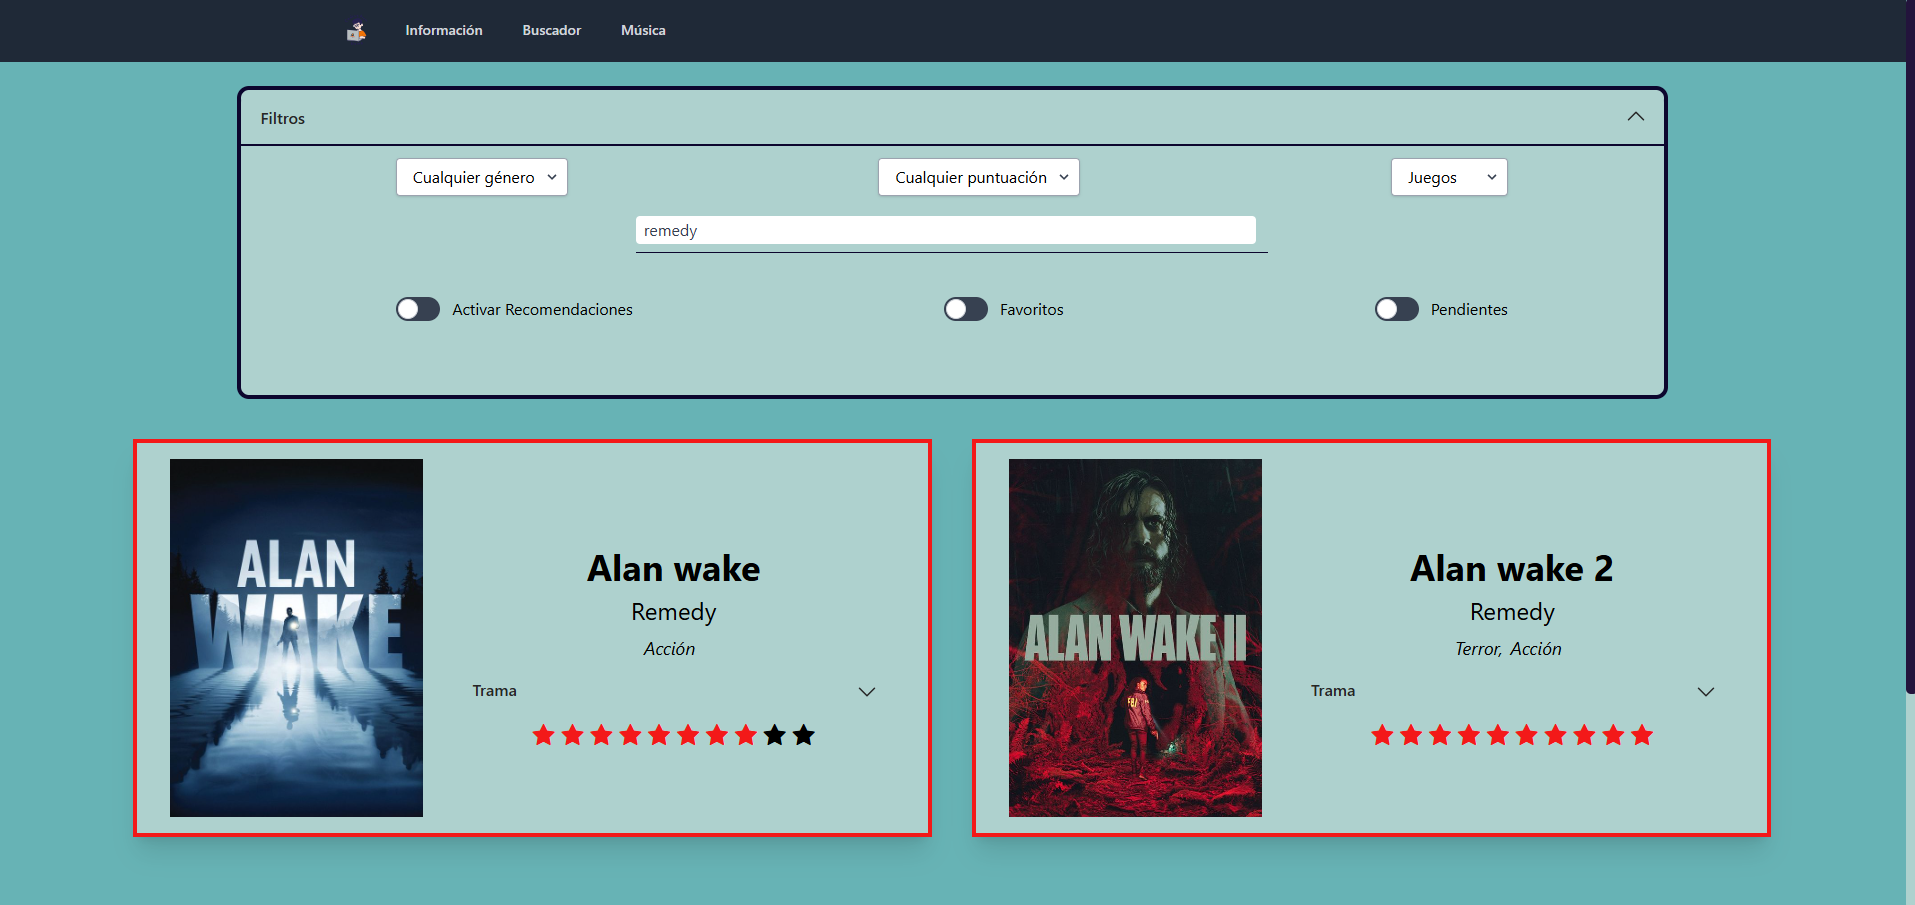 Información Buscador Música
Filtros
Cualquier género Cualquier puntuación Juegos
remedy
Activar Recomendaciones Favoritos Pendientes
ALAN
WAKE
Alan wake
Remedy
Acción
Trama
ALAN WAKE II
FBI
Alan wake 2
Remedy
Terror, Acción
Trama